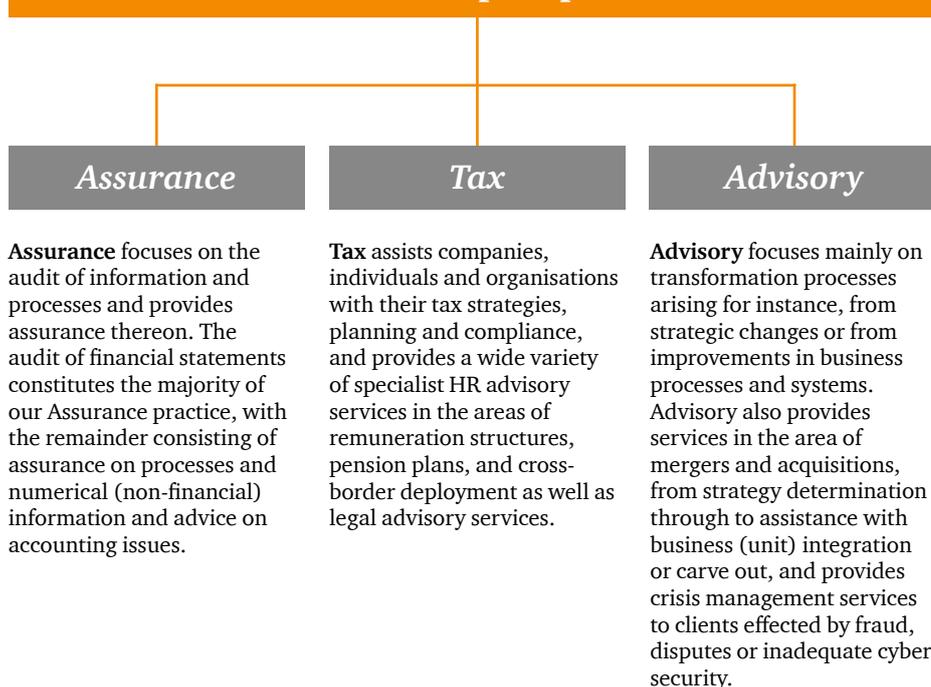 Assurance
Tax
Advisory
Assurance focuses on the
audit of information and
processes and provides
assurance thereon. The
audit of financial statements
constitutes the majority of
our Assurance practice, with
the remainder consisting of
assurance on processes and
numerical (non-financial)
information and advice on
accounting issues.
Tax assists companies,
individuals and organisations
with their tax strategies,
planning and compliance,
and provides a wide variety
of specialist HR advisory
services in the areas of
remuneration structures,
pension plans, and cross-
border deployment as well as
legal advisory services.
Advisory focuses mainly on
transformation processes
arising for instance, from
strategic changes or from
improvements in business
processes and systems.
Advisory also provides
services in the area of
mergers and acquisitions,
from strategy determination
through to assistance with
business (unit) integration
or carve out, and provides
crisis management services
to clients effected by fraud,
disputes or inadequate cyber
security.